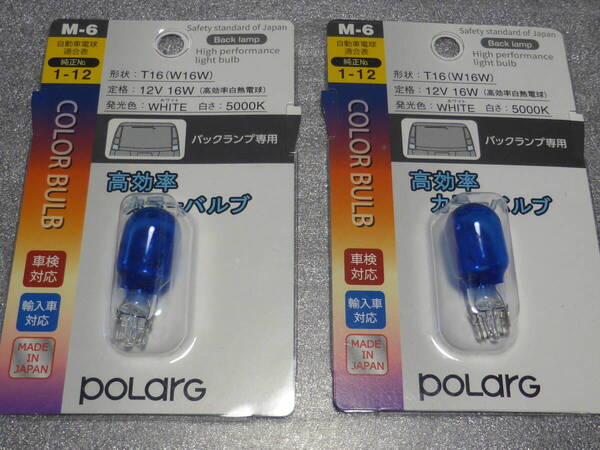 M-6
自動車電球
適合表
純正No.
1-12
Safety standard of Japan
Back lamp
High performance
light bulb
形状：T16(W16W)
定格：12V 16W (高効率白熱電球)
ホワイト
発光色：WHITE 白さ：5000K
バックランプ専用
COLOR BULB
高効率
カラーバルブ
車検
対応
輸入車
対応
MADE
IN
JAPAN
POLARG
M-6
自動車電球
適合表
純正No.
1-12
Safety standard of Japan
Back lamp
High performance
light bulb
形状：T16(W16W)
定格：12V 16W (高効率白熱電球)
ホワイト
発光色：WHITE 白さ：5000K
バックランプ専用
COLOR BULB
高効率
カラーバルブ
車検
対応
輸入車
対応
MADE
IN
JAPAN
POLARG